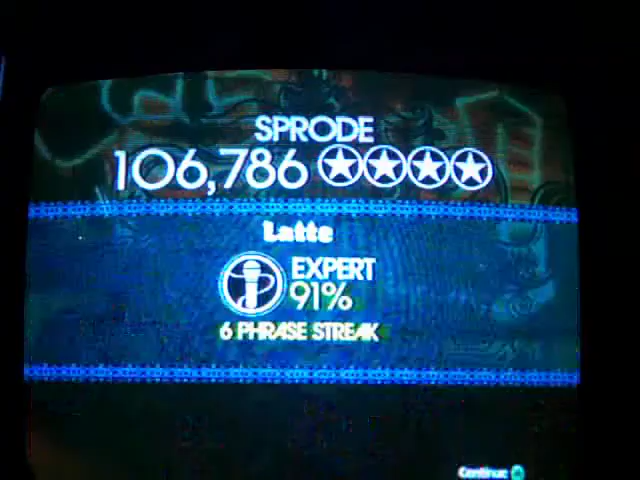 SPRODE
106,786
Latte
EXPERT
91%
6 PHRASE STREAK
Continue A